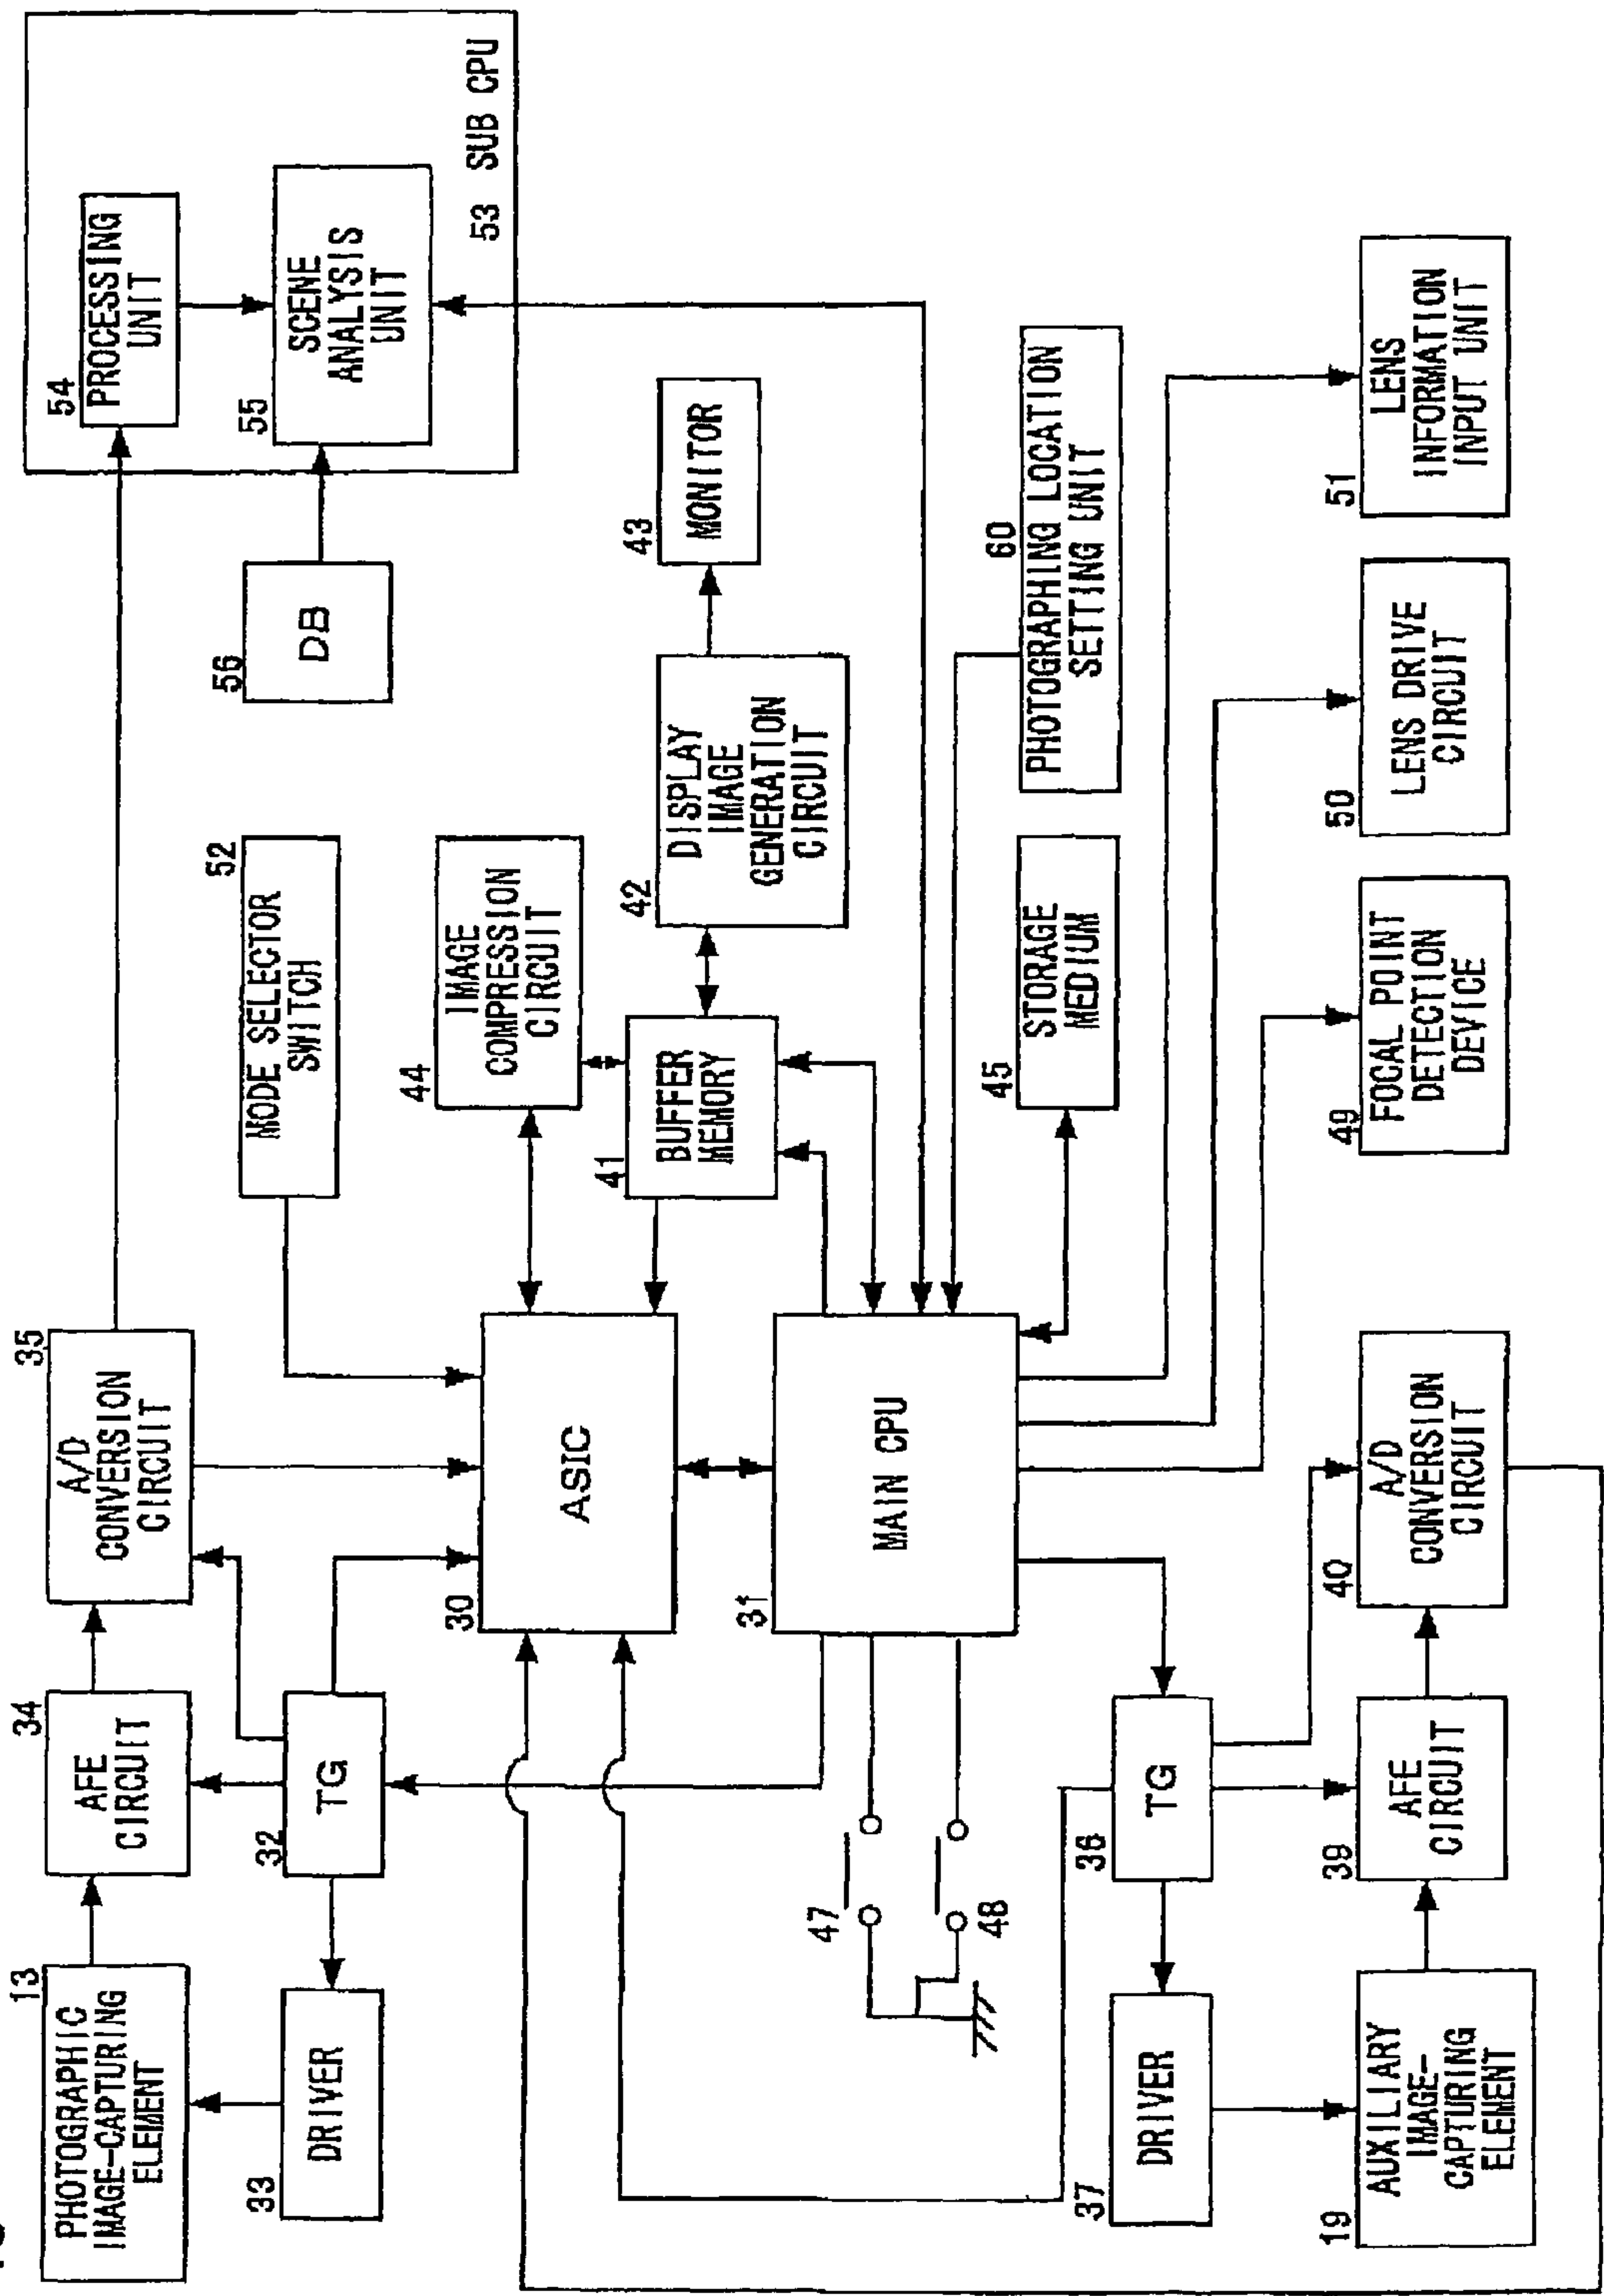 13
PHOTOGRAPHIC
IMAGE-CAPTURING
ELEMENT
34
AFE
CIRCUIT
35
A/D
CONVERSION
CIRCUIT
54
PROCESSING
UNIT
55
SCENE
ANALYSIS
UNIT
53 SUB CPU
33
DRIVER
32
TG
52
MODE SELECTOR
SWITCH
56
DB
30
ASIC
44
IMAGE
COMPRESSION
CIRCUIT
41
BUFFER
MEMORY
42
DISPLAY
IMAGE
GENERATION
CIRCUIT
43
MONITOR
31
MAIN CPU
47
48
45
STORAGE
MEDIUM
60
PHOTOGRAPHING LOCATION
SETTING UNIT
37
DRIVER
36
TG
19
AUXILIARY
IMAGE-
CAPTURING
ELEMENT
39
AFE
CIRCUIT
40
A/D
CONVERSION
CIRCUIT
49
FOCAL POINT
DETECTION
DEVICE
50
LENS DRIVE
CIRCUIT
51
LENS
INFORMATION
INPUT UNIT